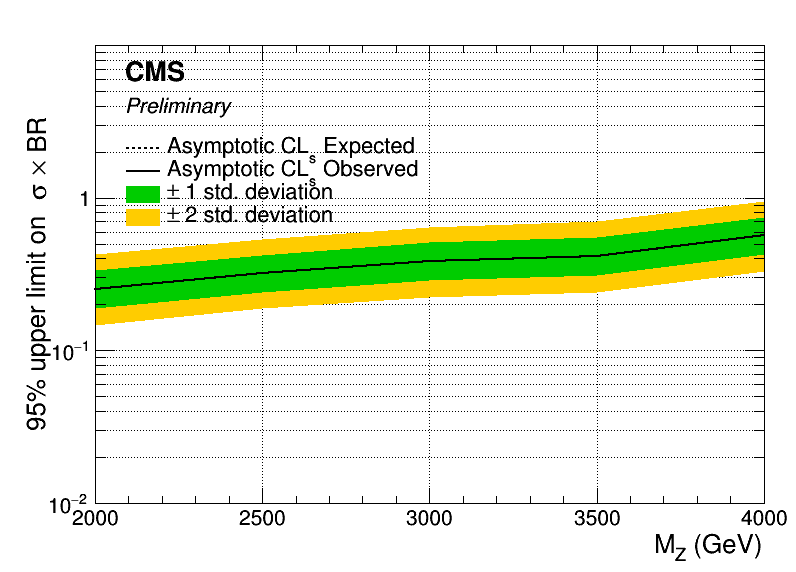 CMS
Preliminary
Asymptotic CLs Expected
Asymptotic CLs Observed
± 1 std. deviation
± 2 std. deviation
95% upper limit on σ × BR
1
10−1
10−2
2000 2500 3000 3500 4000
MZ (GeV)